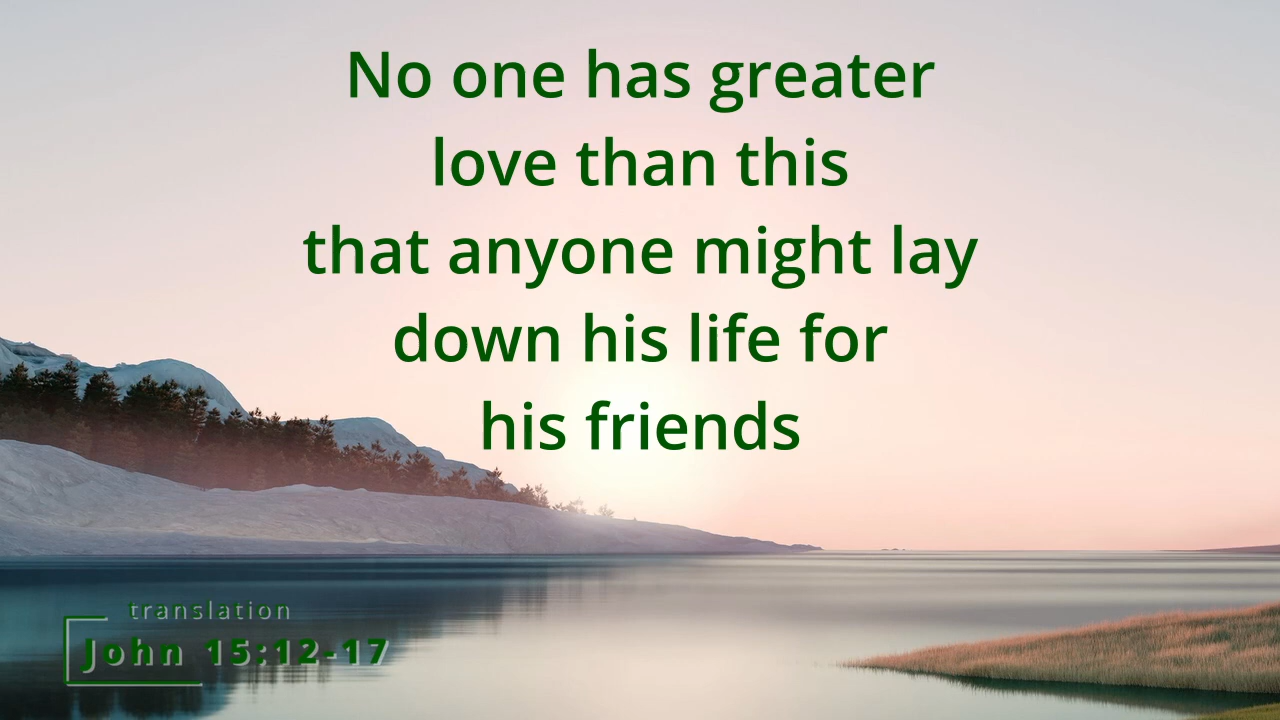 No one has greater
love than this
that anyone might lay
down his life for
his friends
translation
John 15:12-17